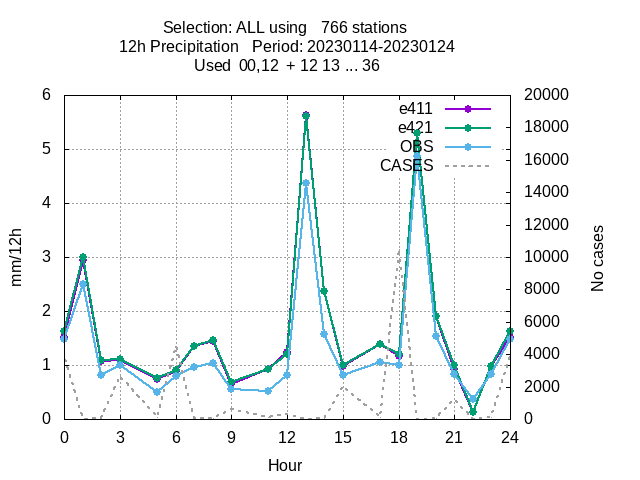 Selection: ALL using   766 stations
12h Precipitation   Period: 20230114-20230124
Used  00,12  + 12 13 ... 36
e411
e421
OBS
CASES
6
5
4
3
2
1
0
mm/12h
20000
18000
16000
14000
12000
10000
8000
6000
4000
2000
0
No cases
0 3 6 9 12 15 18 21 24
Hour